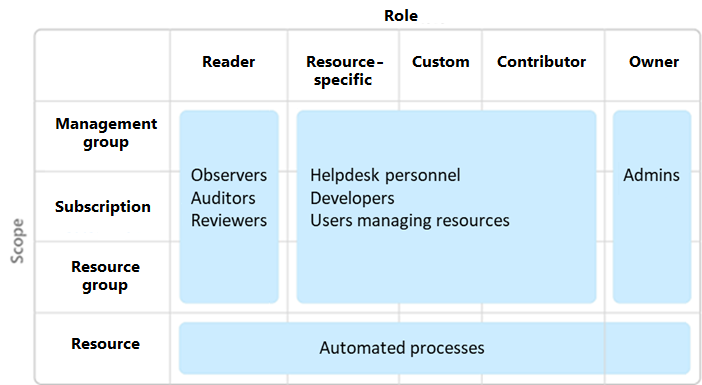 Role
Reader
Resource-
specific
Custom
Contributor
Owner
Scope
Management
group
Subscription
Resource
group
Resource
Observers
Auditors
Reviewers
Helpdesk personnel
Developers
Users managing resources
Admins
Automated processes